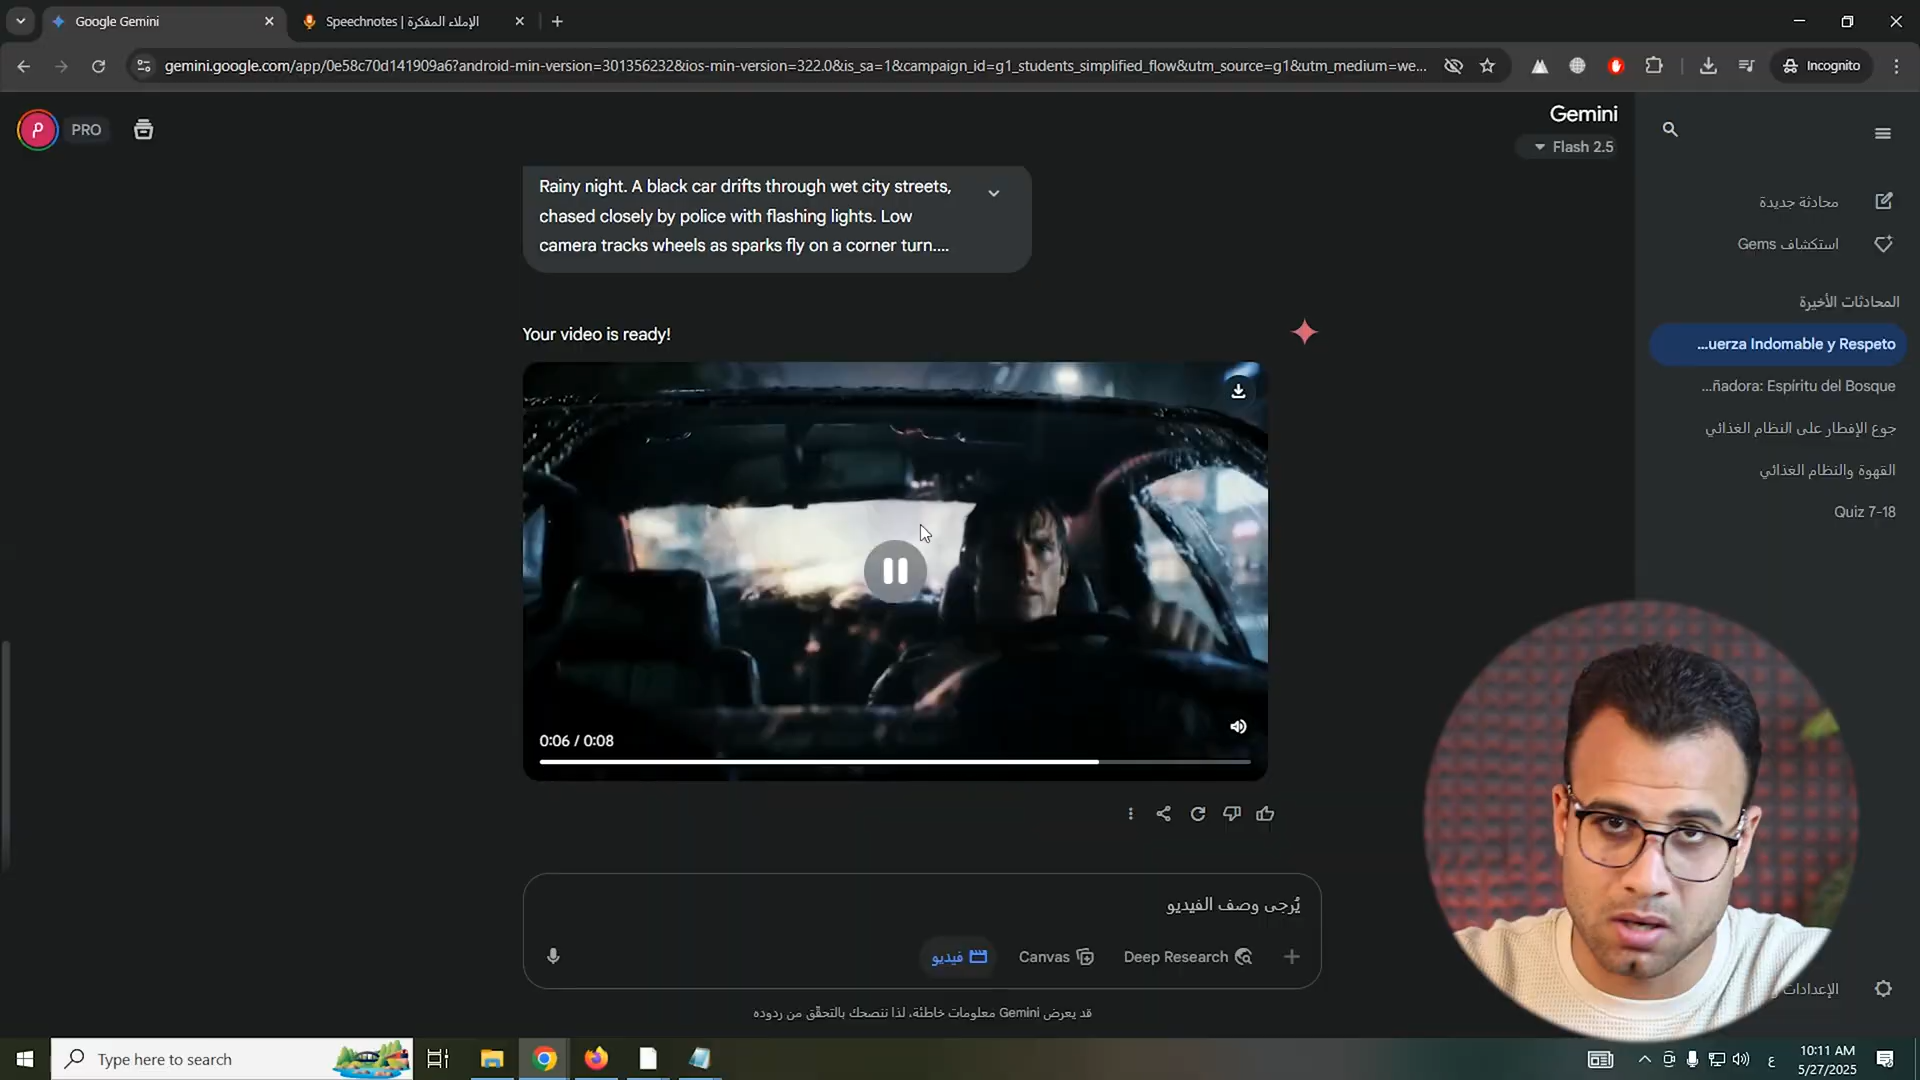 Google Gemini
Speechnotes | الإملاء المفكرة
gemini.google.com/app/0e58c70d141909a6?android-min-version=301356232&ios-min-version=322.0&is_sa=1&campaign_id=g1_students_simplified_flow&utm_source=g1&utm_medium=we...
Incognito
PRO
Gemini
Flash 2.5
Rainy night. A black car drifts through wet city streets,
chased closely by police with flashing lights. Low
camera tracks wheels as sparks fly on a corner turn....
Your video is ready!
0:06 / 0:08
يُرجى وصف الفيديو
فيديو
Canvas
Deep Research
قد يعرض Gemini معلومات خاطئة، لذا ننصحك بالتحقّق من ردوده
محادثة جديدة
استكشاف Gems
المحادثات الأخيرة
...uerza Indomable y Respeto
...ñadora: Espíritu del Bosque
جوع الإفطار على النظام الغذائي
القهوة والنظام الغذائي
Quiz 7-18
الإعدادات
Type here to search
ع
10:11 AM
5/27/2025